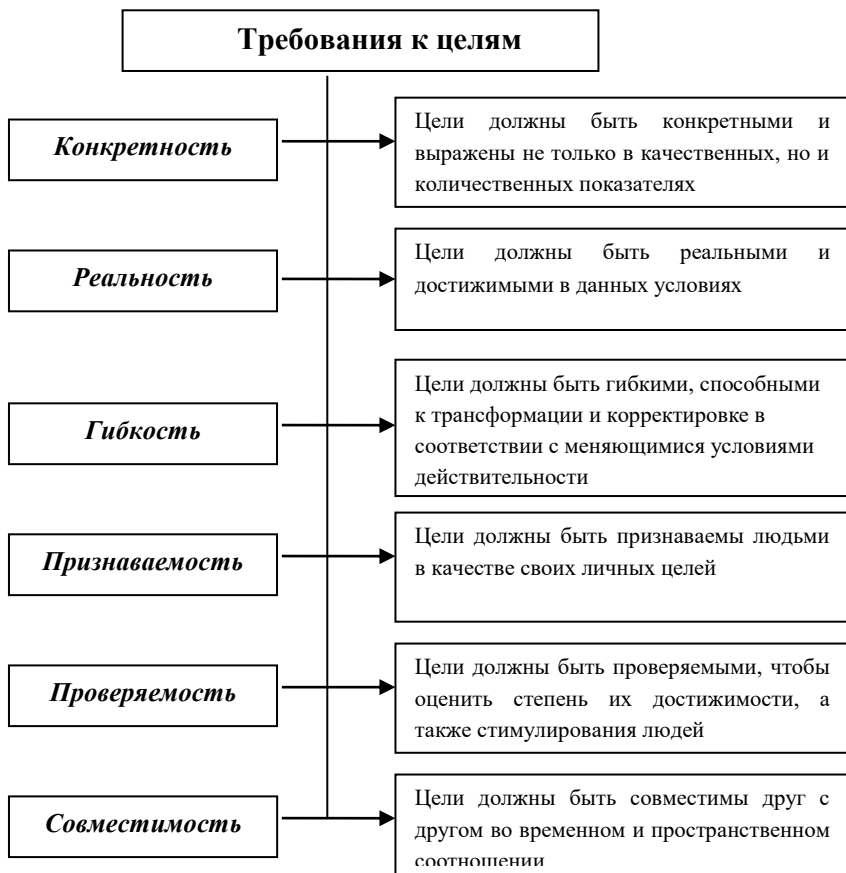 Требования к целям
Конкретность
Цели должны быть конкретными и
выражены не только в качественных, но и
количественных показателях
Реальность
Цели должны быть реальными и
достижимыми в данных условиях
Гибкость
Цели должны быть гибкими, способными
к трансформации и корректировке в
соответствии с меняющимися условиями
действительности
Признаваемость
Цели должны быть признаваемы людьми
в качестве своих личных целей
Проверяемость
Цели должны быть проверяемыми, чтобы
оценить степень их достижимости, а
также стимулирования людей
Совместимость
Цели должны быть совместимы друг с
другом во временном и пространственном
соотношении